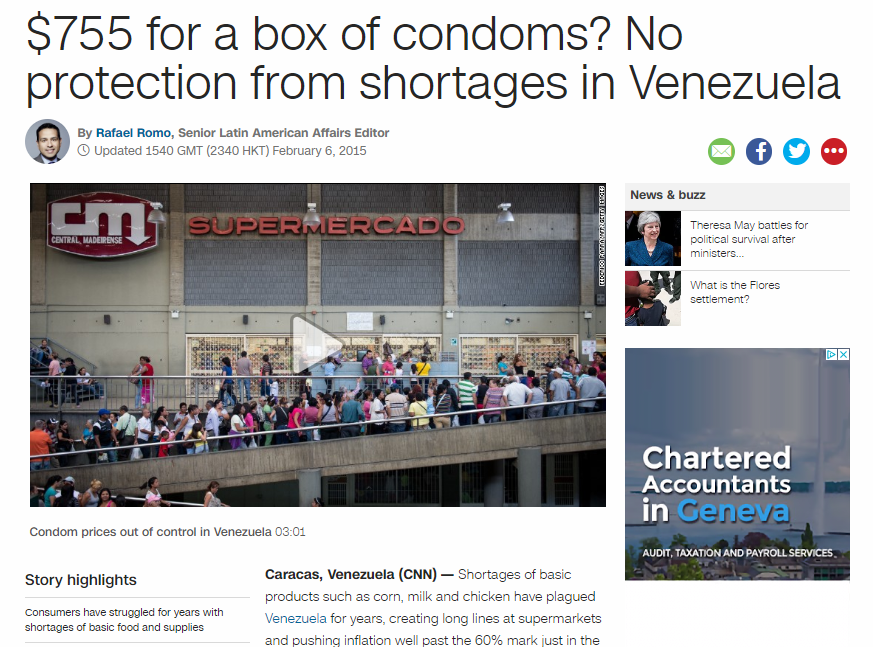 $755 for a box of condoms? No
protection from shortages in Venezuela
By Rafael Romo, Senior Latin American Affairs Editor
Updated 1540 GMT (2340 HKT) February 6, 2015
CM
CENTRAL MADEIRENSE
SUPERMERCADO
Condom prices out of control in Venezuela 03:01
Story highlights
Consumers have struggled for years with
shortages of basic food and supplies
Caracas, Venezuela (CNN) — Shortages of basic
products such as corn, milk and chicken have plagued
Venezuela for years, creating long lines at supermarkets
and pushing inflation well past the 60% mark just in the
News & buzz
Theresa May battles for
political survival after
ministers...
What is the Flores
settlement?
Chartered
Accountants
in Geneva
AUDIT, TAXATION AND PAYROLL SERVICES